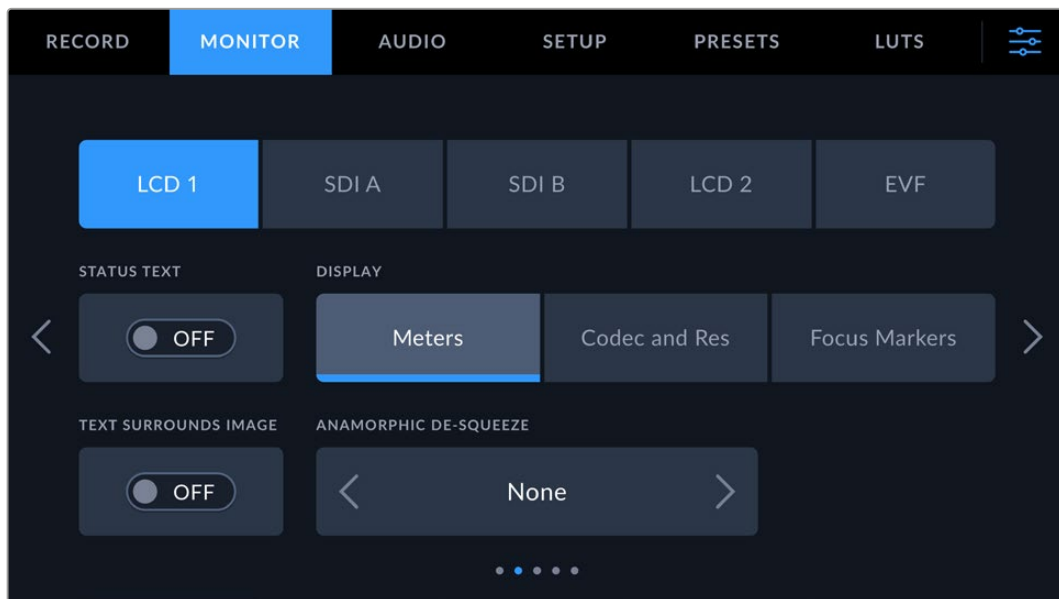 RECORD MONITOR AUDIO SETUP PRESETS LUTS
LCD 1 SDI A SDI B LCD 2 EVF
STATUS TEXT DISPLAY
OFF Meters Codec and Res Focus Markers
TEXT SURROUNDS IMAGE ANAMORPHIC DE-SQUEEZE
OFF None